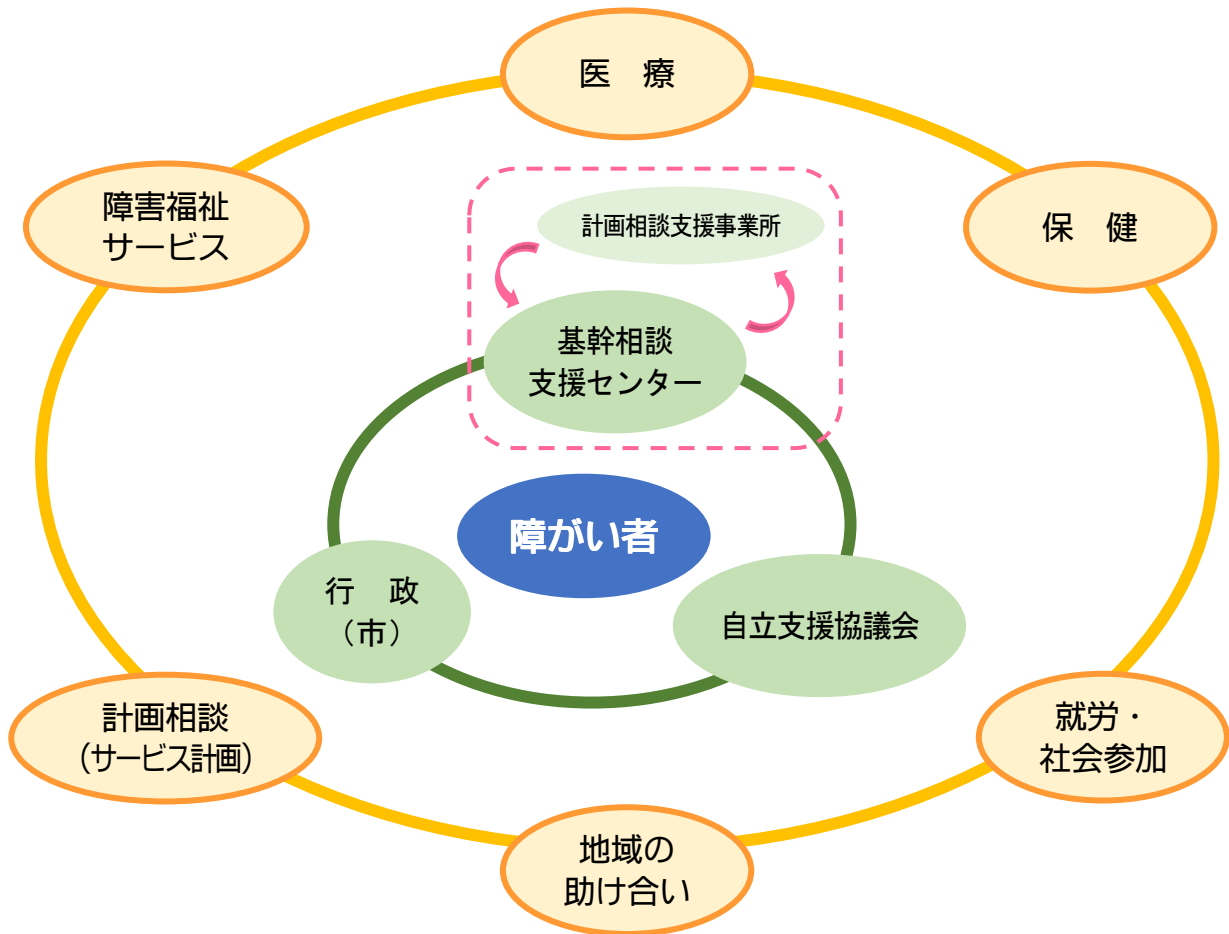 医　療
障害福祉
サービス
保　健
計画相談支援事業所
基幹相談
支援センター
障がい者
行　政
（市）
自立支援協議会
計画相談
(サービス計画)
就労・
社会参加
地域の
助け合い